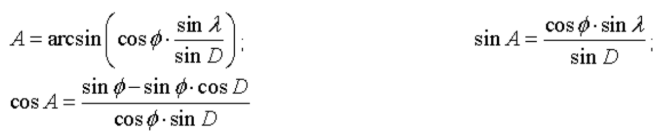 A = arcsin(cos ϕ · sin λ / sin D);
sin A = cos ϕ · sin λ / sin D;
cos A = sin ϕ − sin ϕ · cos D / cos ϕ · sin D